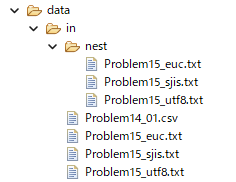 data
in
nest
Problem15_euc.txt
Problem15_sjis.txt
Problem15_utf8.txt
Problem14_01.csv
Problem15_euc.txt
Problem15_sjis.txt
Problem15_utf8.txt